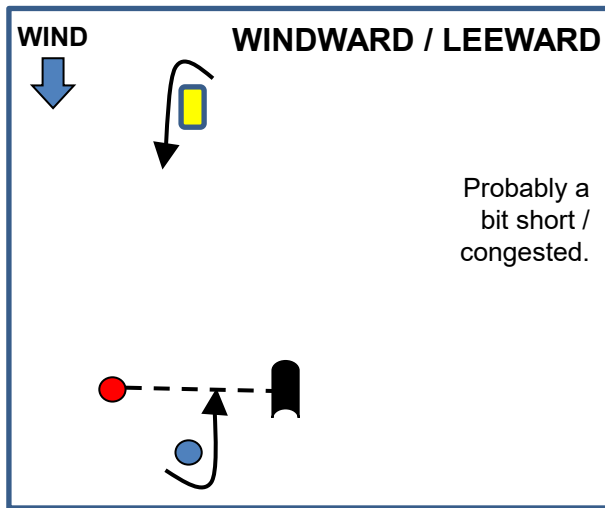 WIND
WINDWARD / LEEWARD
Probably a
bit short /
congested.